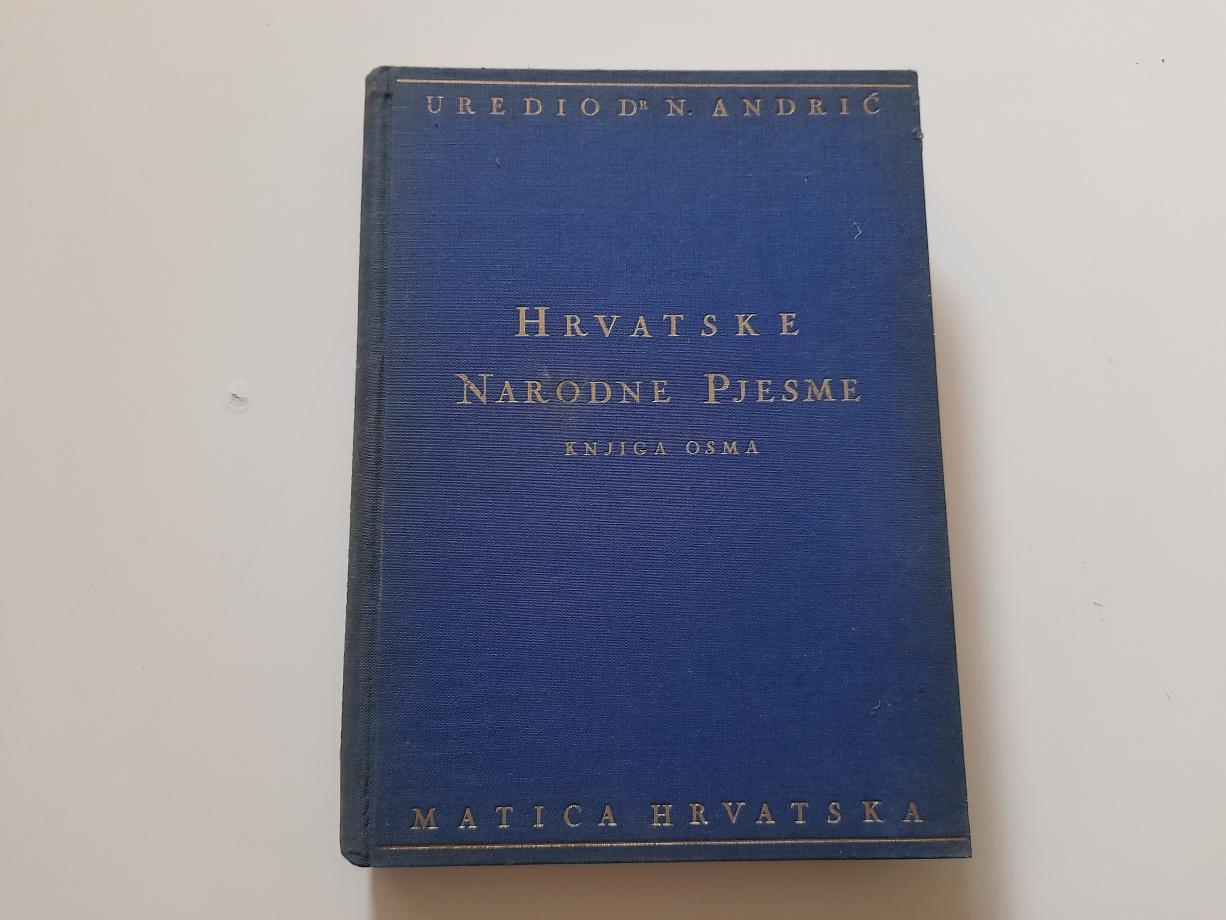 UREDIO DR N. ANDRIĆ
HRVATSKE
NARODNE PJESME
KNJIGA OSMA
MATICA HRVATSKA